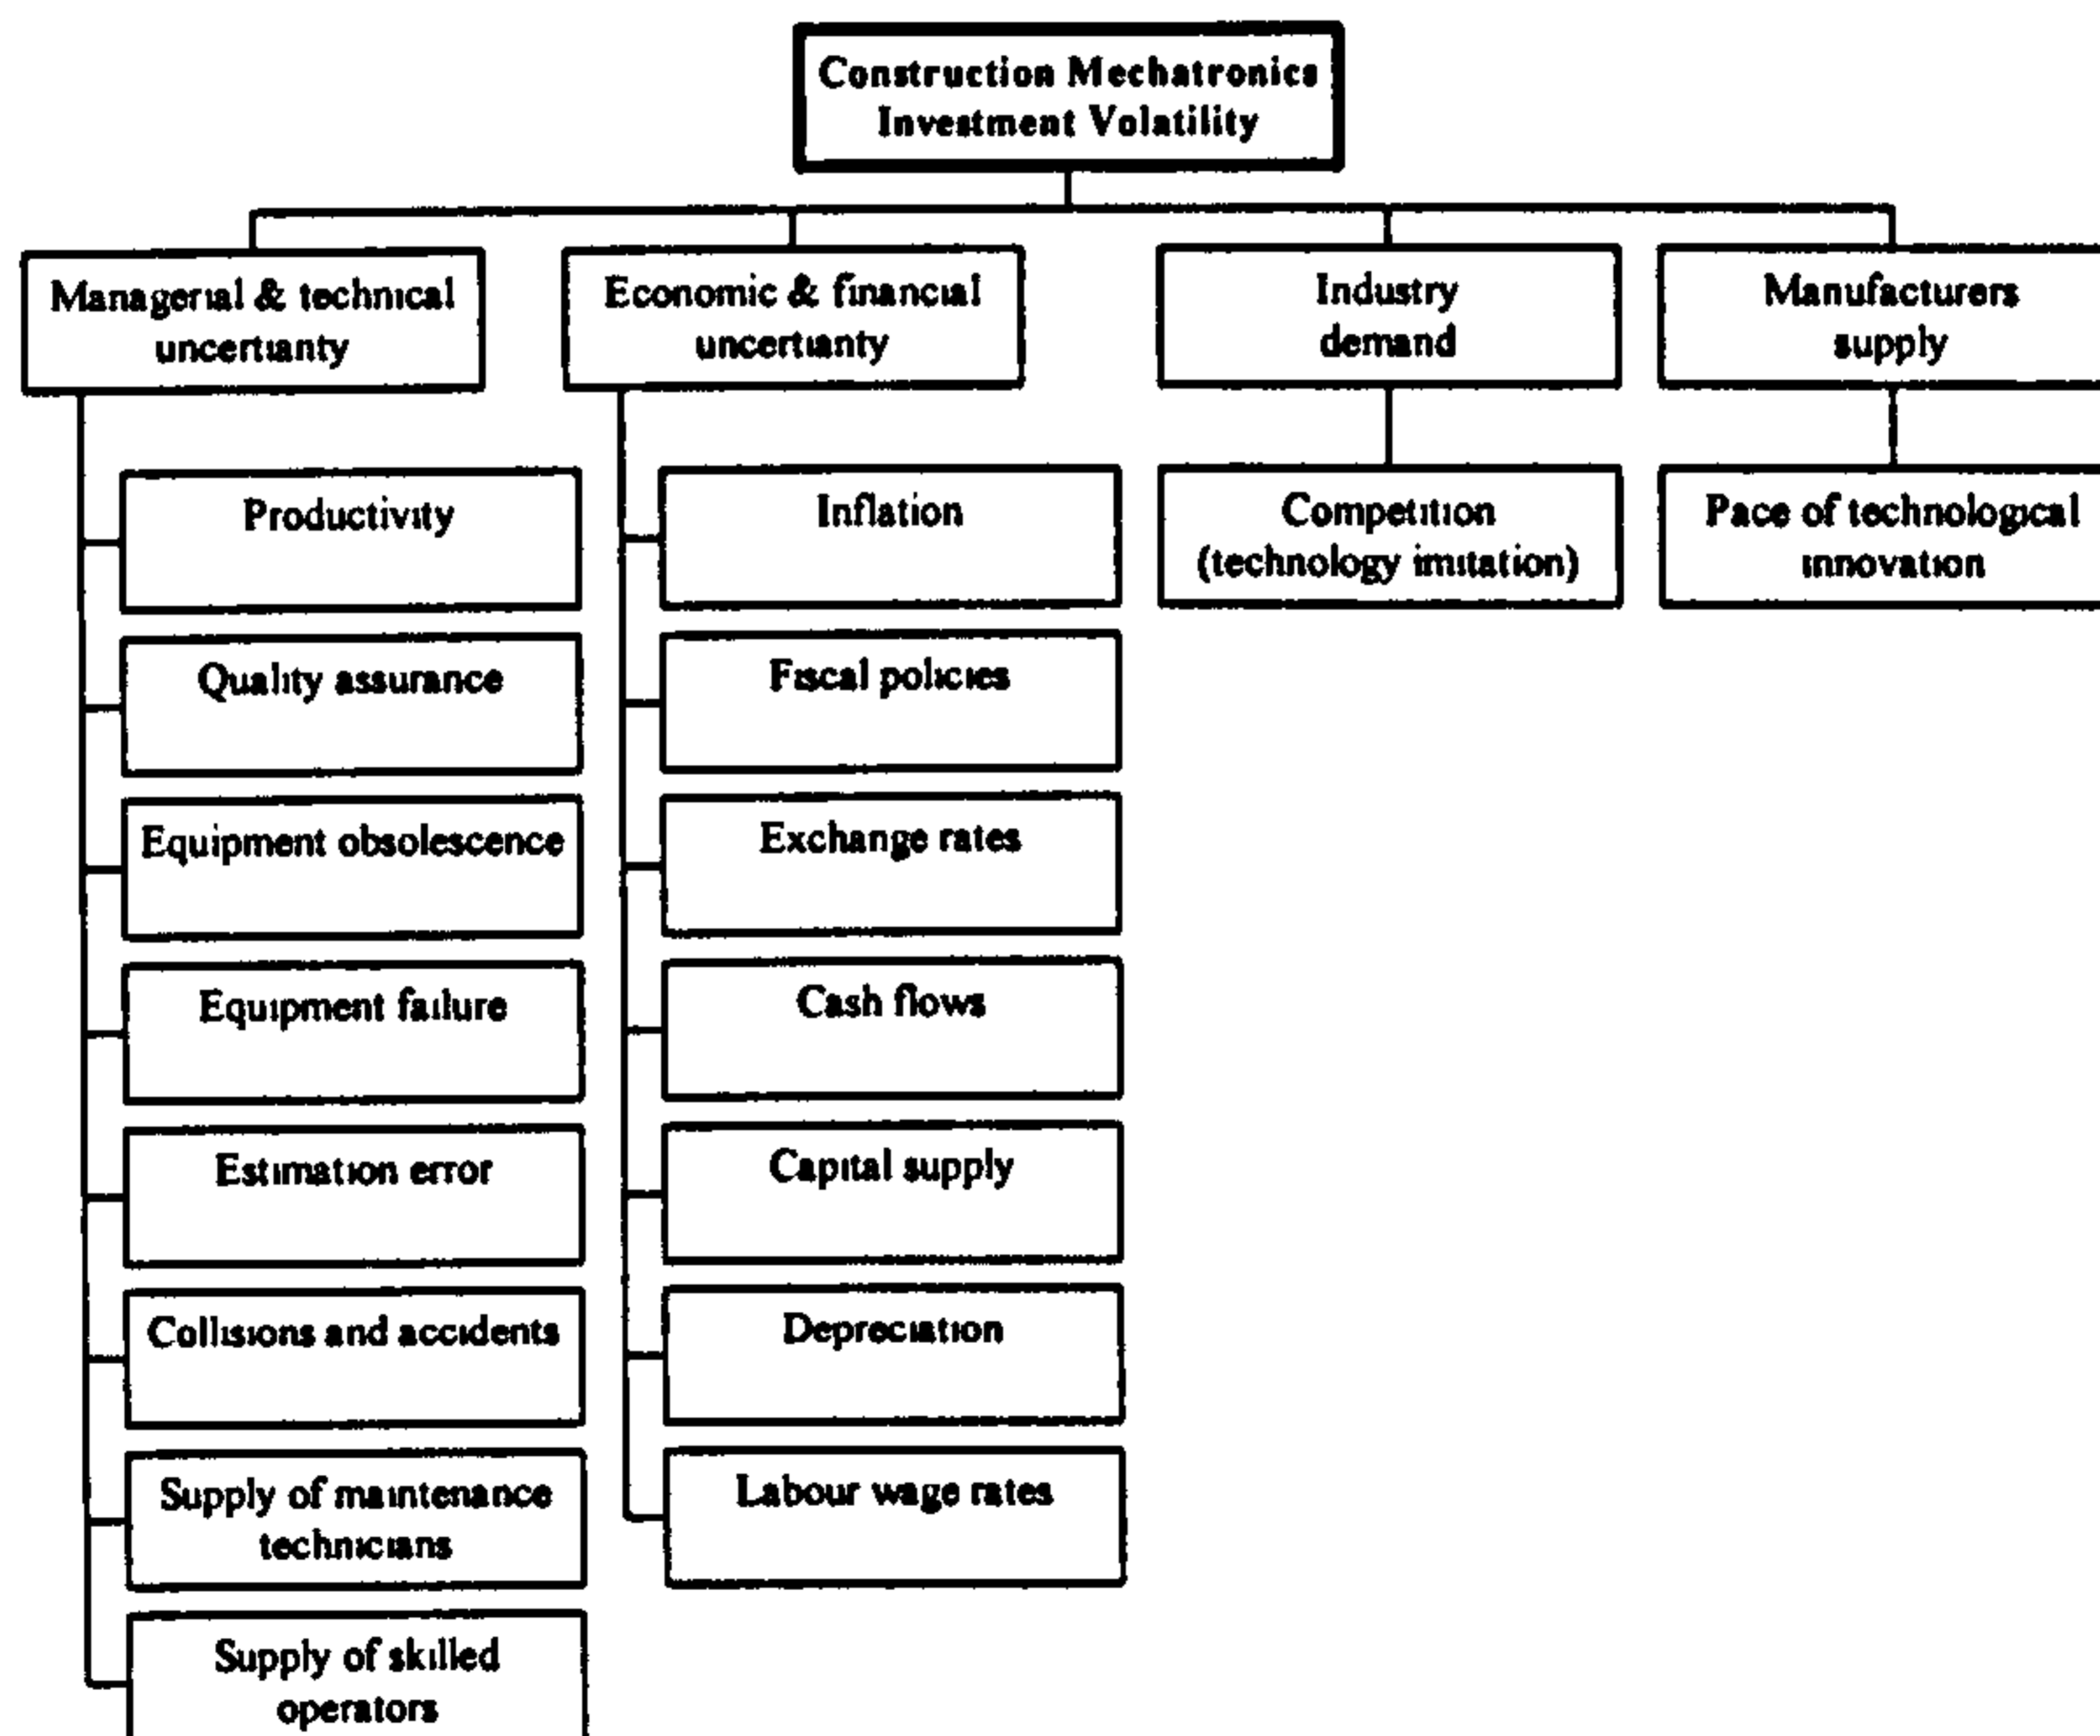 Construction Mechatronics
Investment Volatility
Managerial & technical
uncertianty
Economic & financial
uncertianty
Industry
demand
Manufacturers
supply
Productivity
Quality assurance
Equipment obsolescence
Equipment failure
Estimation error
Collisions and accidents
Supply of maintenance
technicians
Supply of skilled
operators
Inflation
Fiscal policies
Exchange rates
Cash flows
Capital supply
Depreciation
Labour wage rates
Competition
(technology imitation)
Pace of technological
innovation